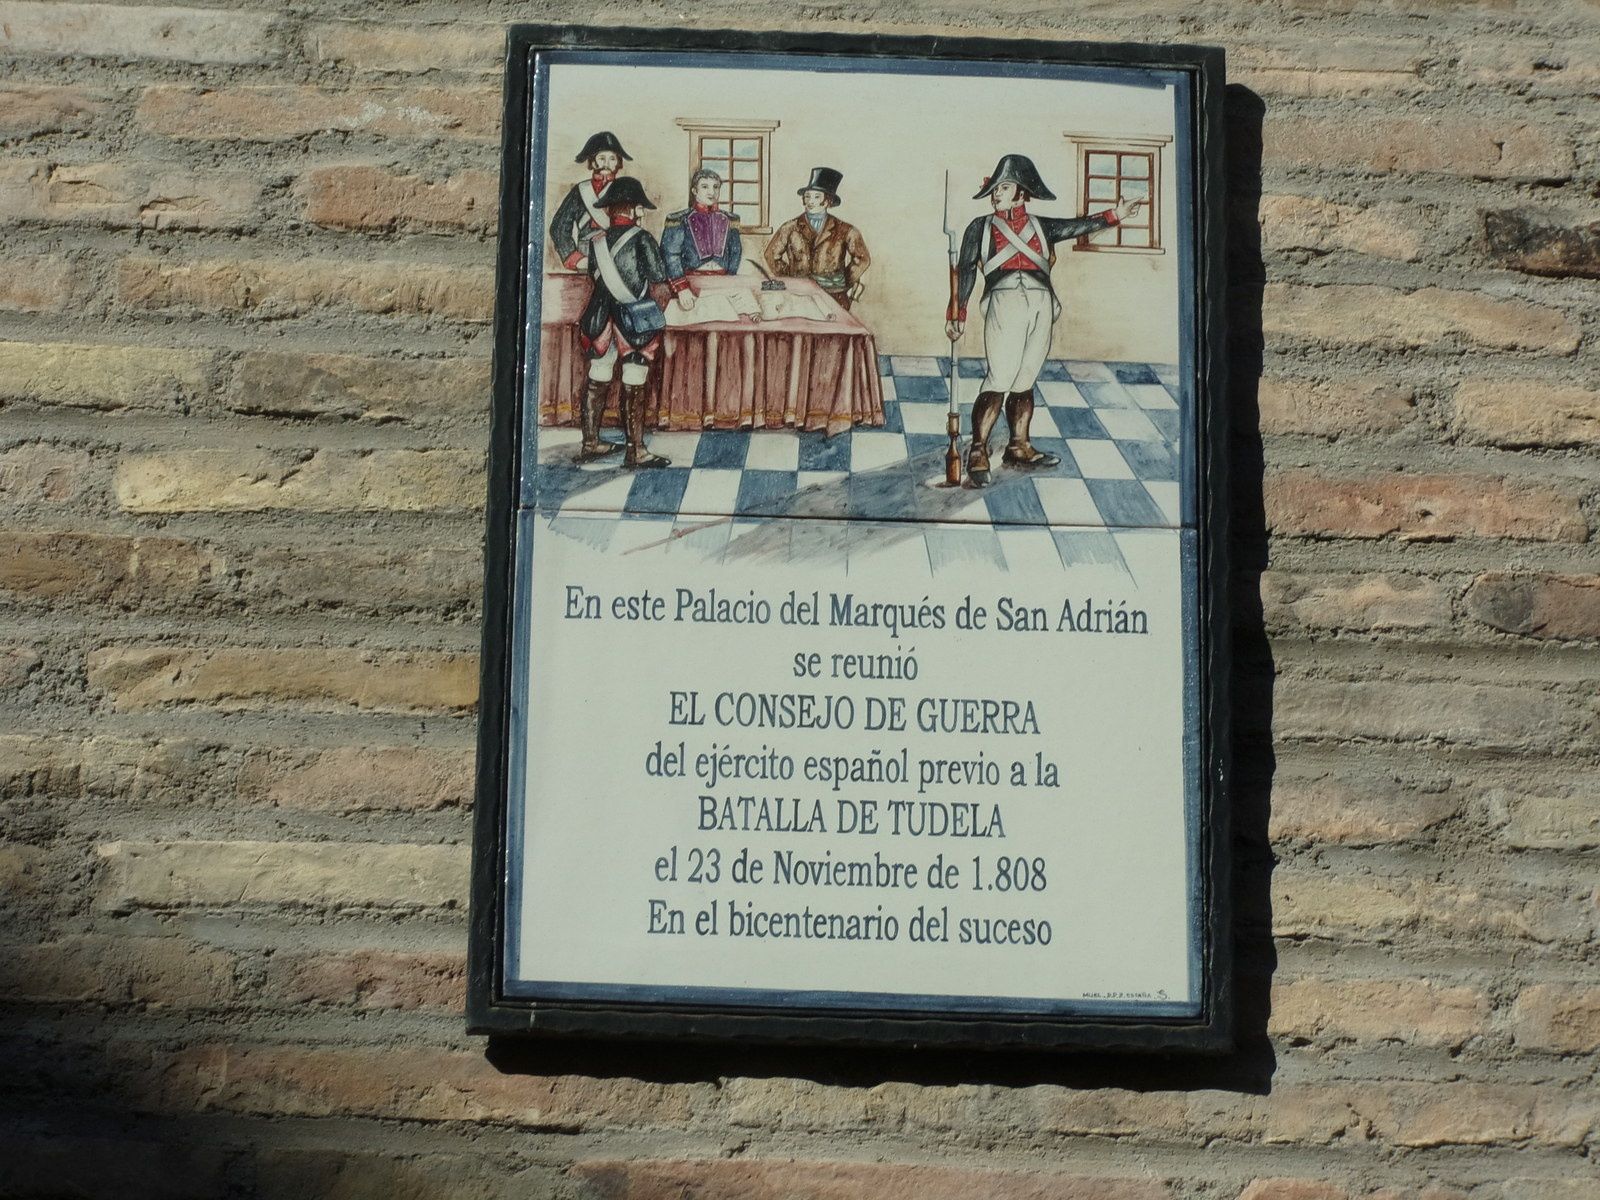 En este Palacio del Marqués de San Adrián
se reunió
EL CONSEJO DE GUERRA
del ejército español previo a la
BATALLA DE TUDELA
el 23 de Noviembre de 1.808
En el bicentenario del suceso